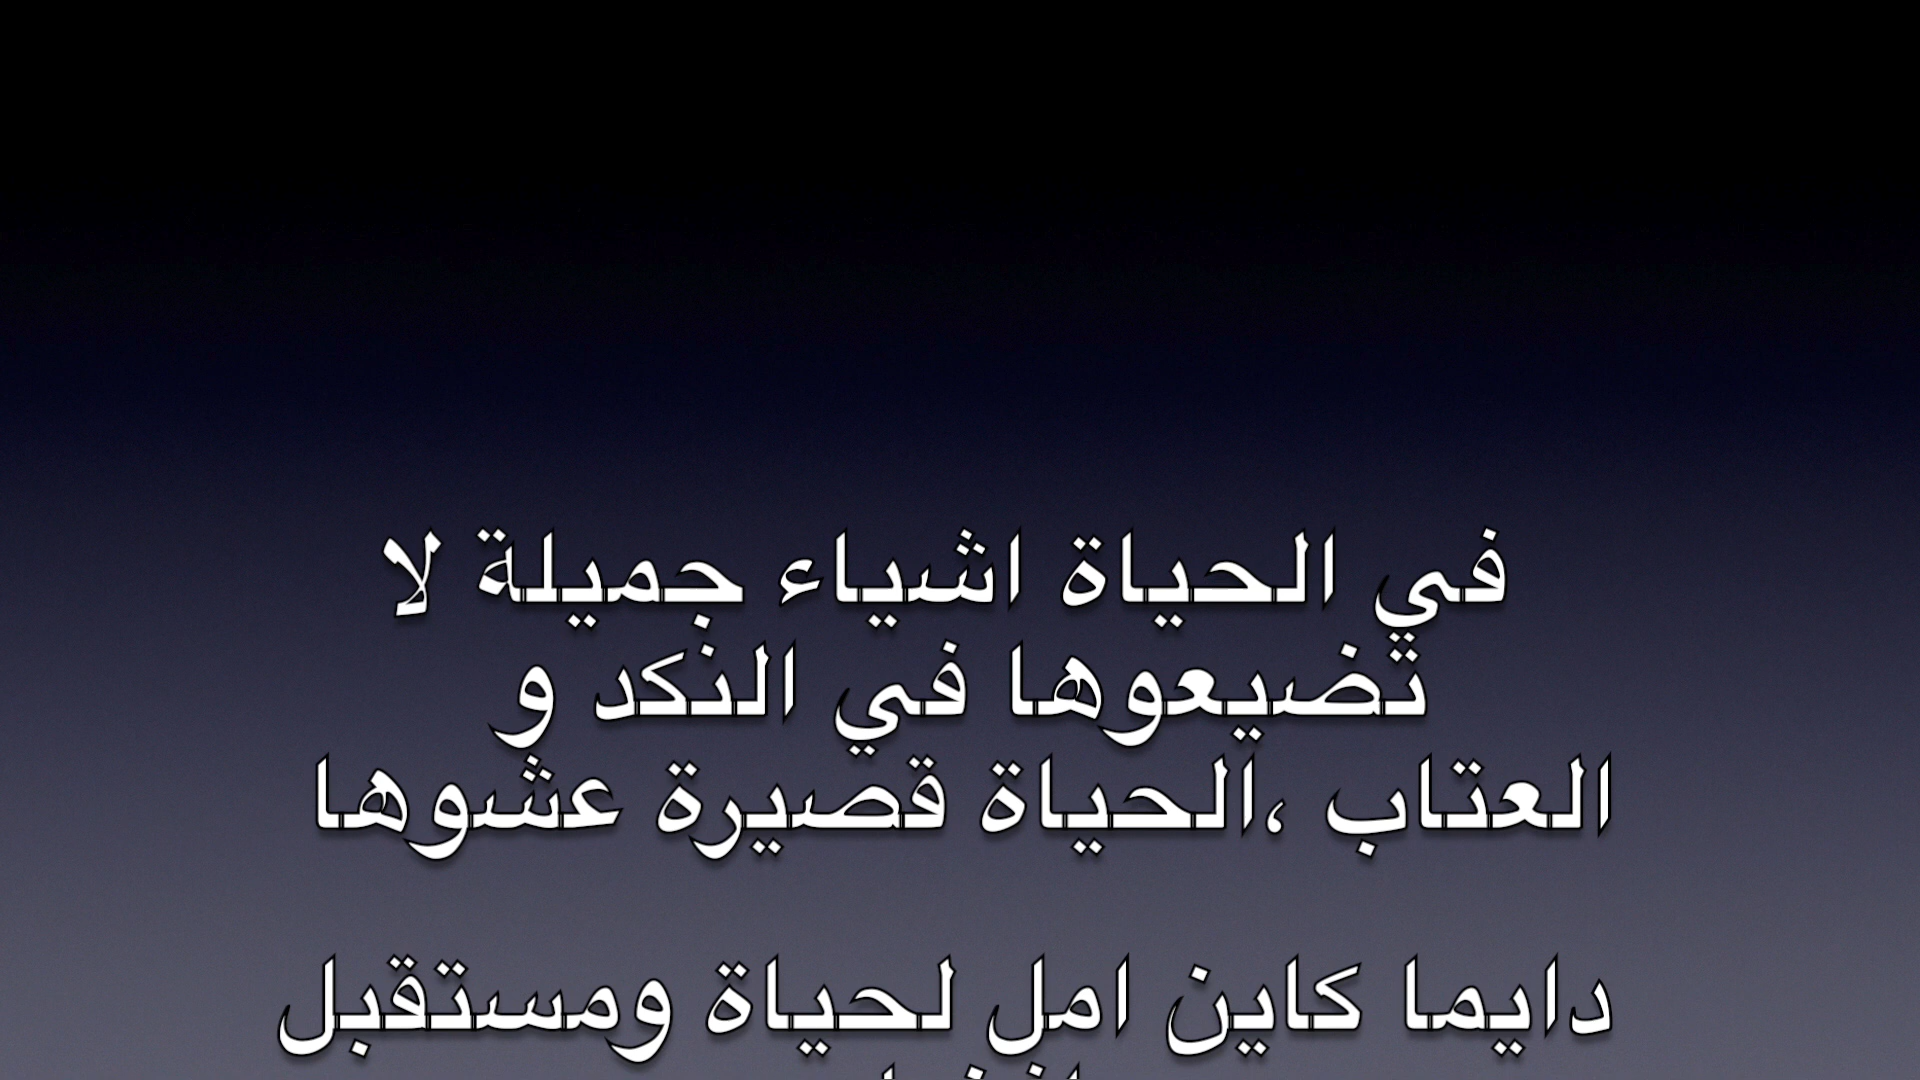 في الحياة اشياء جميلة لا
تضيعوها في النكد و
العتاب ،الحياة قصيرة عشوها
دايما كاين امل لحياة ومستقبل